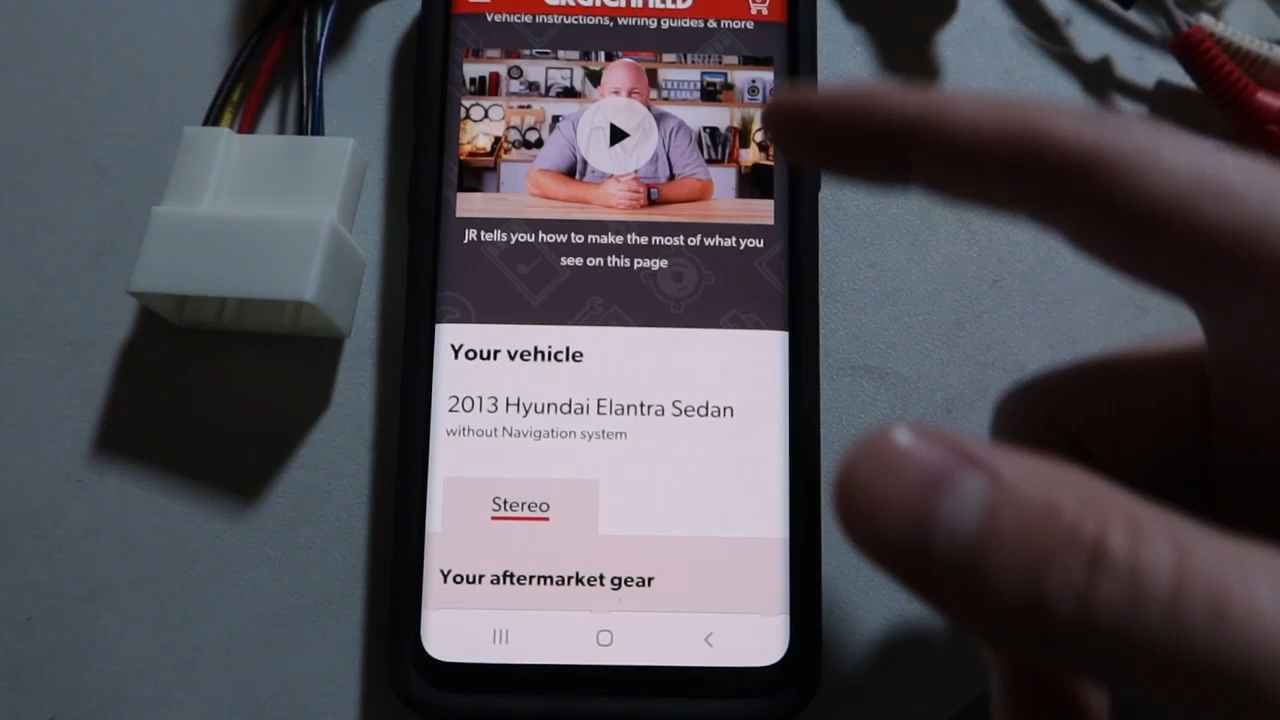 CRUTCHFIELD
Vehicle instructions, wiring guides & more
JR tells you how to make the most of what you
see on this page
Your vehicle
2013 Hyundai Elantra Sedan
without Navigation system
Stereo
Your aftermarket gear